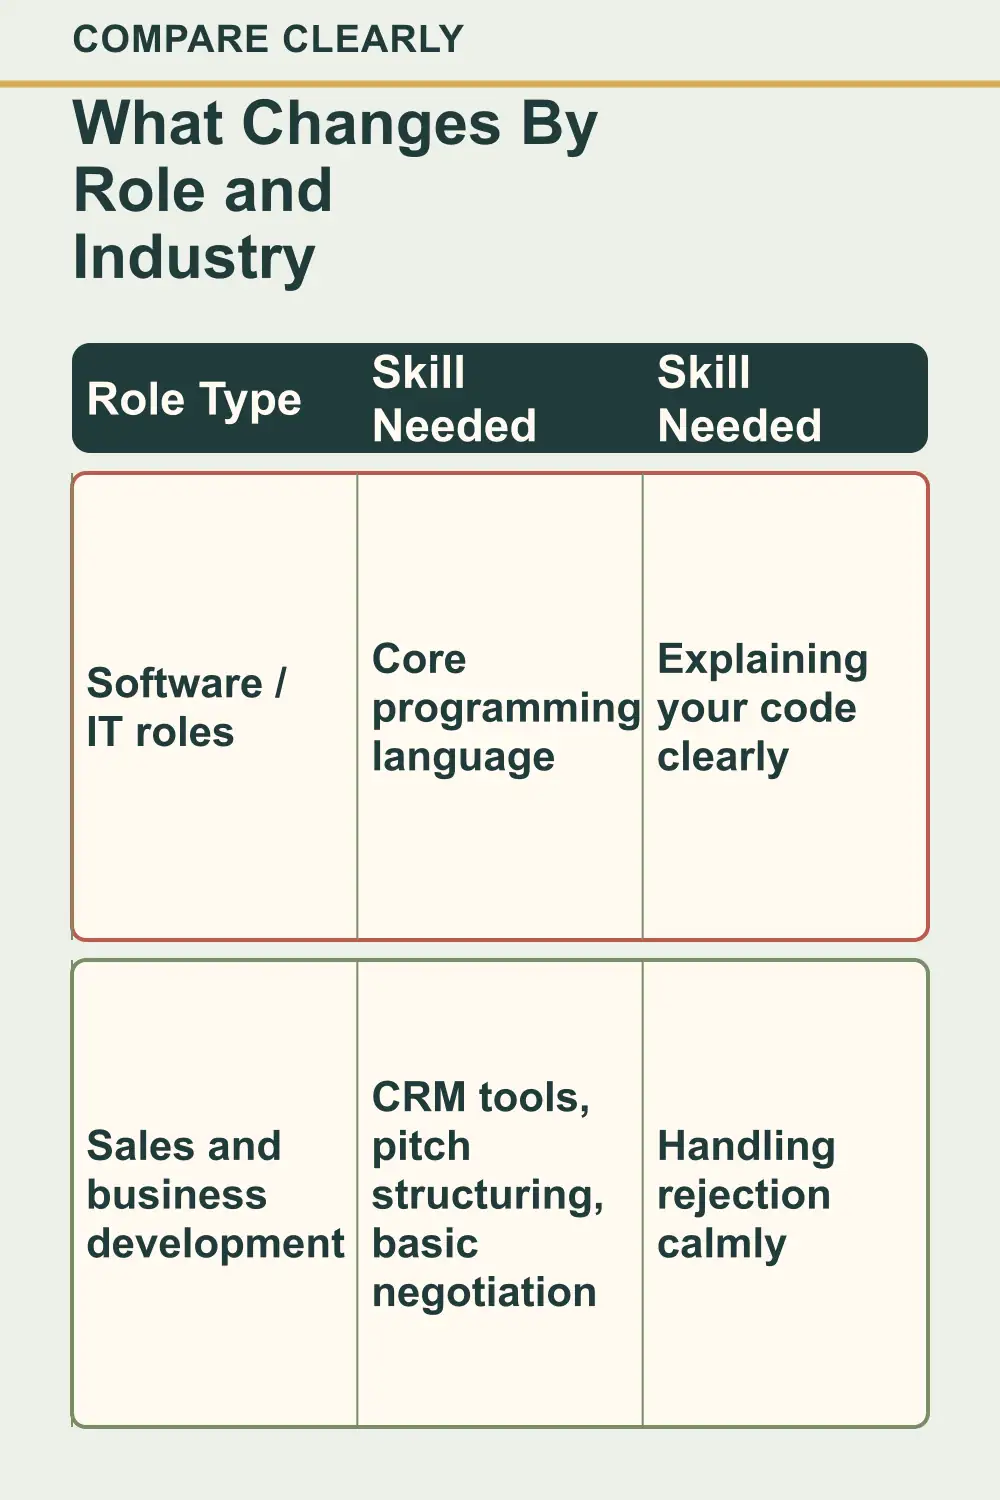 COMPARE CLEARLY
What Changes By
Role and
Industry
Role Type
Skill
Needed
Skill
Needed
Software /
IT roles
Core
programming
language
Explaining
your code
clearly
Sales and
business
development
CRM tools,
pitch
structuring,
basic
negotiation
Handling
rejection
calmly